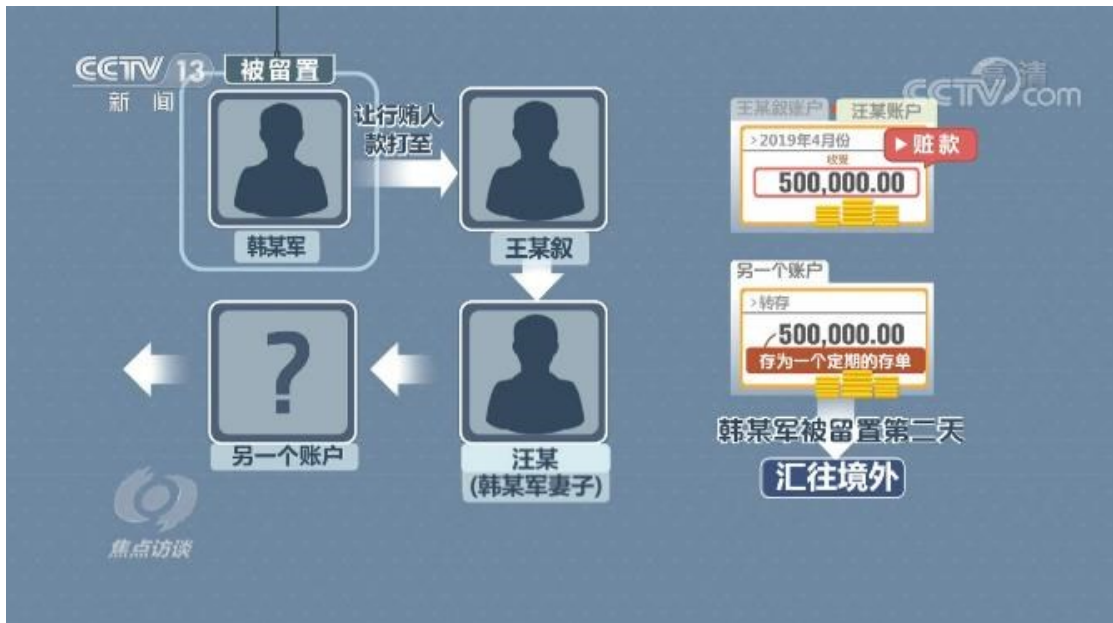 CCTV 13
新闻
被留置
韩某军
让行贿人
款打至
王某叙
汪某
(韩某军妻子)
?
另一个账户
王某叙账户
汪某账户
>2019年4月份
赃款
收受
500,000.00
另一个账户
>转存
500,000.00
存为一个定期的存单
韩某军被留置第二天
汇往境外
高清
CCTV.com
焦点访谈